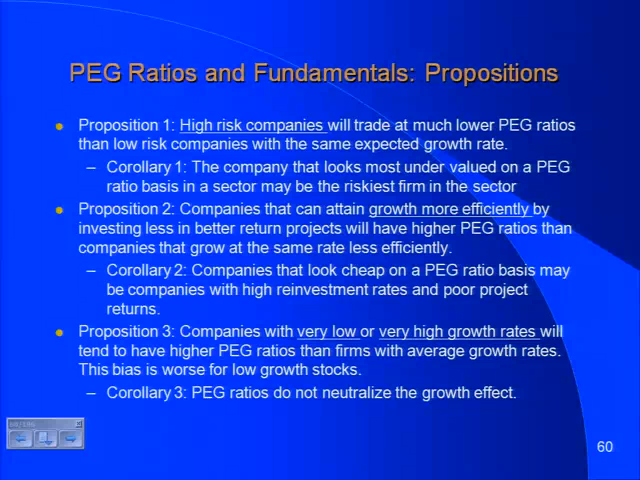 PEG Ratios and Fundamentals: Propositions
Proposition 1: High risk companies will trade at much lower PEG ratios
than low risk companies with the same expected growth rate.
– Corollary 1: The company that looks most under valued on a PEG
ratio basis in a sector may be the riskiest firm in the sector
Proposition 2: Companies that can attain growth more efficiently by
investing less in better return projects will have higher PEG ratios than
companies that grow at the same rate less efficiently.
– Corollary 2: Companies that look cheap on a PEG ratio basis may
be companies with high reinvestment rates and poor project
returns.
Proposition 3: Companies with very low or very high growth rates will
tend to have higher PEG ratios than firms with average growth rates.
This bias is worse for low growth stocks.
– Corollary 3: PEG ratios do not neutralize the growth effect.
60